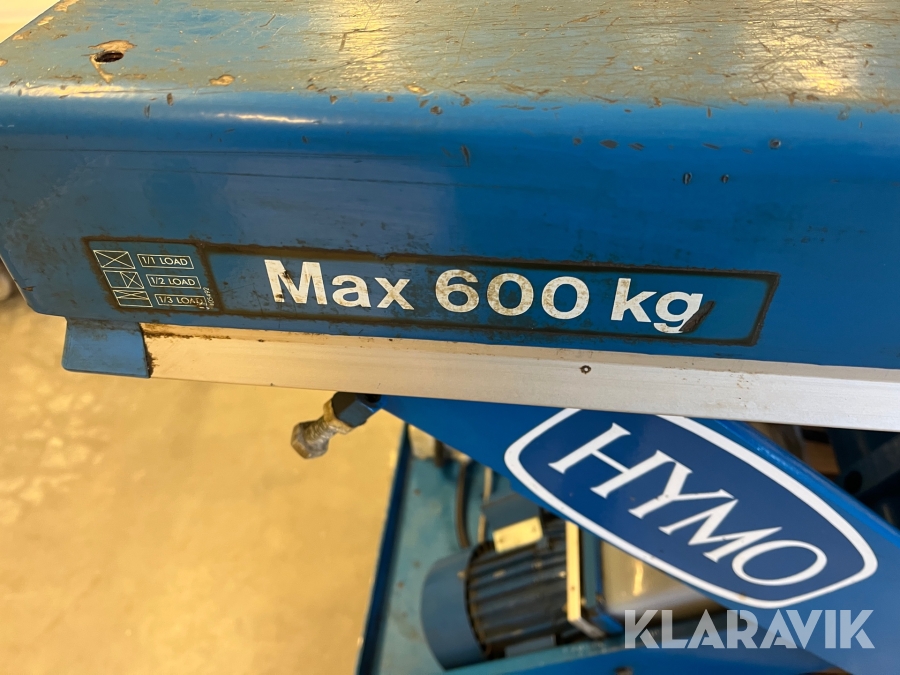 1/1 LOAD
1/2 LOAD
1/3 LOAD
Max 600 kg
HYMO
KLARAVIK